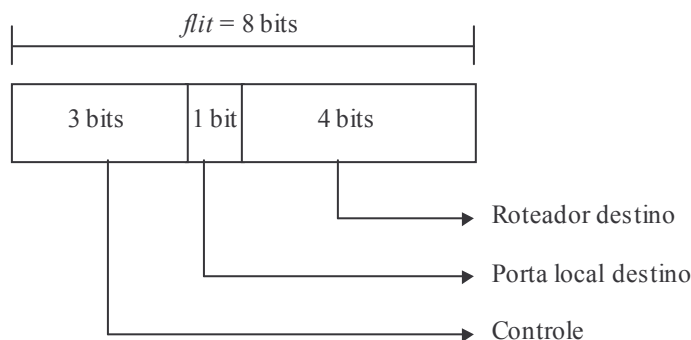 flit = 8 bits
3 bits 1 bit 4 bits
Roteador destino
Porta local destino
Controle